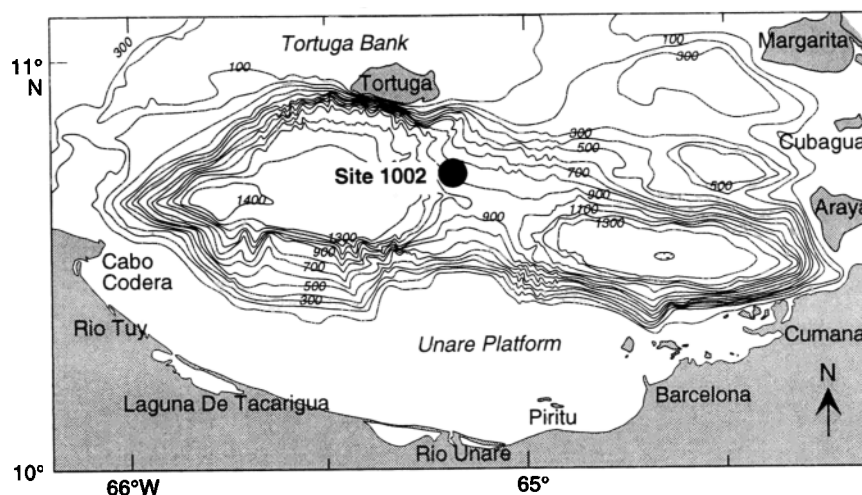 300
Tortuga Bank
100
Margarita
300
11°
N
100
Tortuga
300
500
Cubagua
700
Site 1002
500
900
1400
1100
Araya
1300
900
1300
900
Cabo
Codera
700
500
300
Rio Tuy
Unare Platform
Cumana
N
Barcelona
Laguna De Tacarigua
Piritu
Rio Unare
10°
66°W
65°